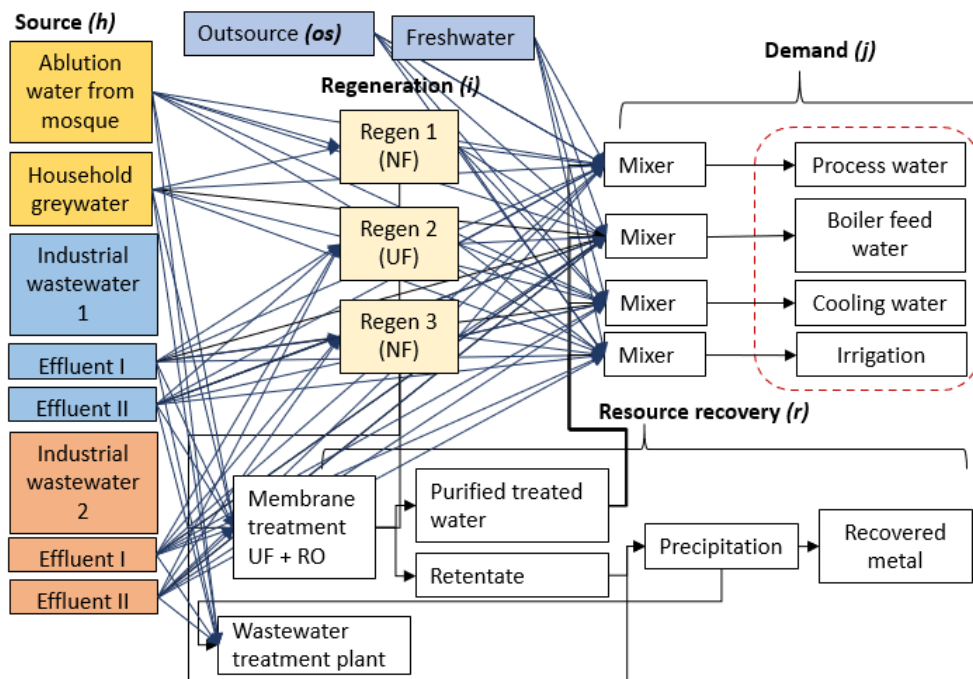 Source (h)
Outsource (os)
Freshwater
Demand (j)
Ablution
water from
mosque
Regeneration (i)
Regen 1
(NF)
Mixer
Process water
Household
greywater
Regen 2
(UF)
Mixer
Boiler feed
water
Industrial
wastewater
1
Regen 3
(NF)
Mixer
Cooling water
Effluent I
Mixer
Irrigation
Effluent II
Resource recovery (r)
Industrial
wastewater
2
Membrane
treatment
UF + RO
Purified treated
water
Precipitation
Recovered
metal
Effluent I
Retentate
Effluent II
Wastewater
treatment plant